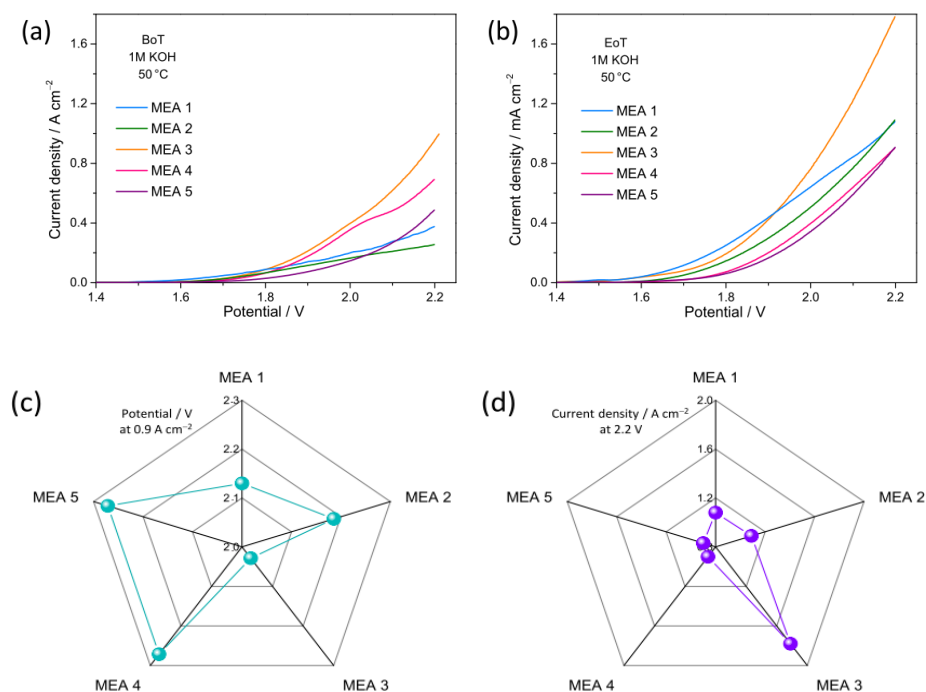 (a)
BoT
1M KOH
50 °C
MEA 1
MEA 2
MEA 3
MEA 4
MEA 5
Current density / A cm⁻²
1.6
1.2
0.8
0.4
0.0
1.4 1.6 1.8 2.0 2.2
Potential / V
(b)
EoT
1M KOH
50 °C
MEA 1
MEA 2
MEA 3
MEA 4
MEA 5
Current density / mA cm⁻²
1.6
1.2
0.8
0.4
0.0
1.4 1.6 1.8 2.0 2.2
Potential / V
(c)
Potential / V
at 0.9 A cm⁻²
MEA 1
2.3
2.2
2.1
2.0
MEA 2
MEA 3
MEA 4
MEA 5
(d)
Current density / A cm⁻²
at 2.2 V
MEA 1
2.0
1.6
1.2
MEA 2
MEA 3
MEA 4
MEA 5